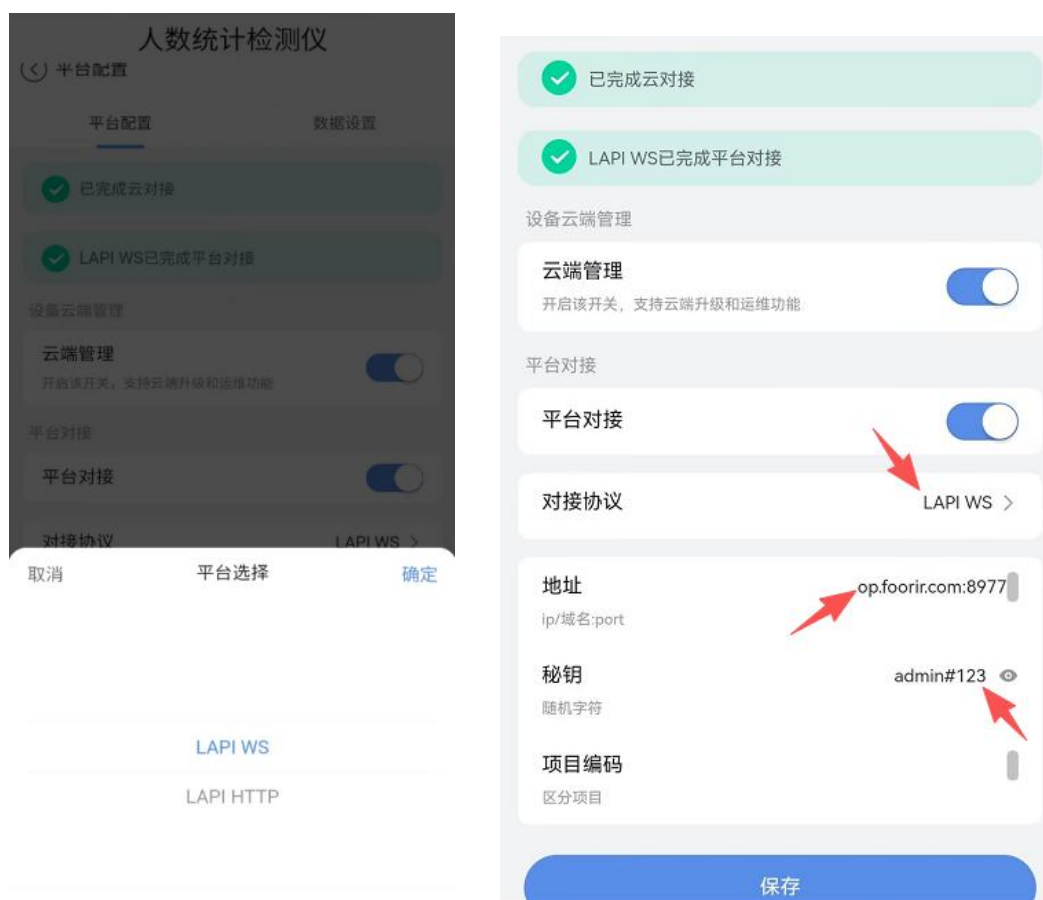 人数统计检测仪
平台配置
平台配置
数据设置
已完成云对接
LAPI WS已完成平台对接
设备云端管理
云端管理
开启该开关，支持云端升级和运维功能
平台对接
平台对接
对接协议
LAPI WS
取消
平台选择
确定
LAPI WS
LAPI HTTP
已完成云对接
LAPI WS已完成平台对接
设备云端管理
云端管理
开启该开关，支持云端升级和运维功能
平台对接
平台对接
对接协议
LAPI WS
地址
op.foorir.com:8977
ip/域名:port
秘钥
admin#123
随机字符
项目编码
区分项目
保存